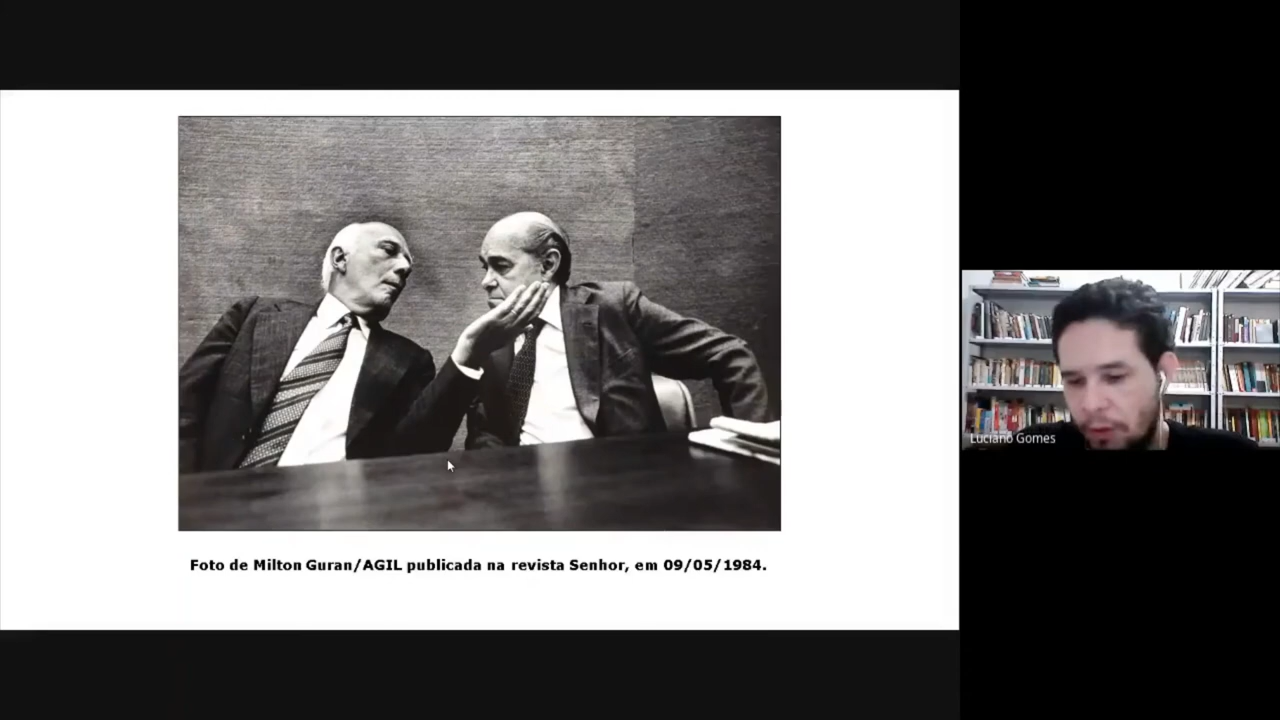 Foto de Milton Guran/AGIL publicada na revista Senhor, em 09/05/1984.
Luciano Gomes